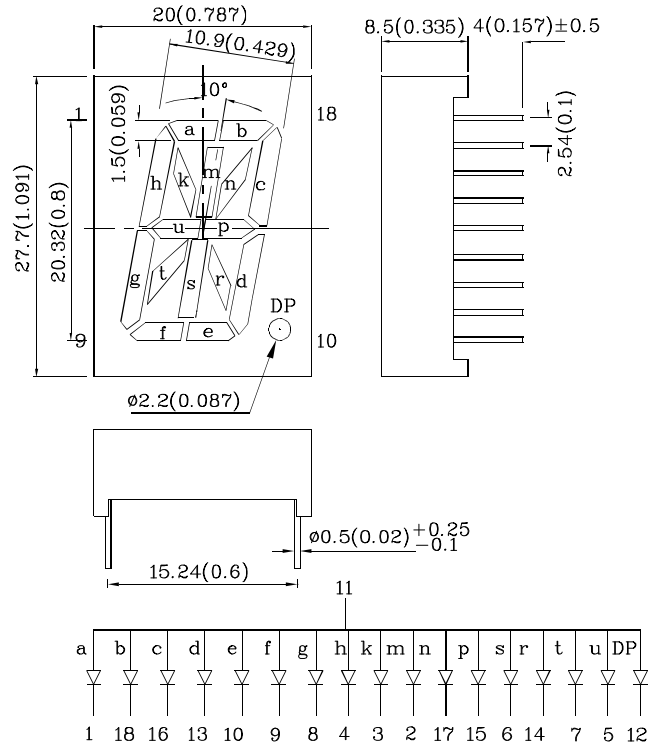 20(0.787)
10.9(0.429)
8.5(0.335)
4(0.157)±0.5
10°
1
18
1.5(0.059)
2.54(0.1)
a
b
m
h
k
n
c
27.7(1.091)
20.32(0.8)
u
p
g
t
s
r
d
DP
f
e
9
10
ø2.2(0.087)
ø0.5(0.02)+0.25
-0.1
15.24(0.6)
11
a b c d e f g h k m n p s r t u DP
1 18 16 13 10 9 8 4 3 2 17 15 6 14 7 5 12